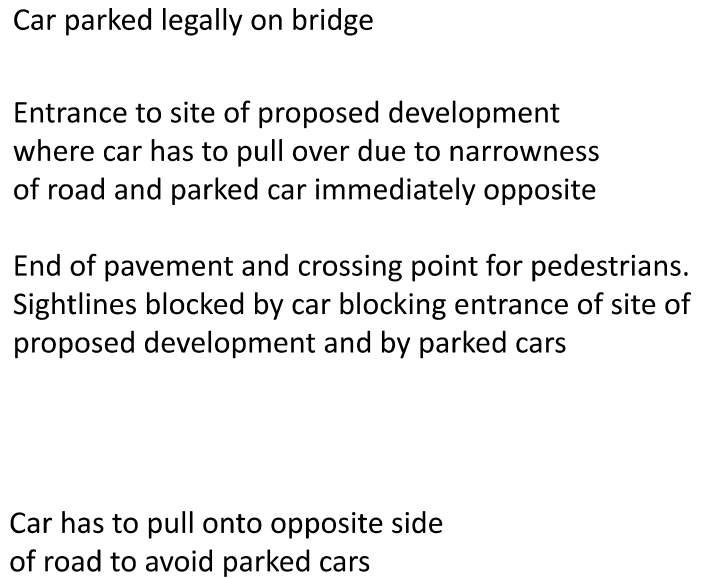 Car parked legally on bridge
Entrance to site of proposed development
where car has to pull over due to narrowness
of road and parked car immediately opposite
End of pavement and crossing point for pedestrians.
Sightlines blocked by car blocking entrance of site of
proposed development and by parked cars
Car has to pull onto opposite side
of road to avoid parked cars